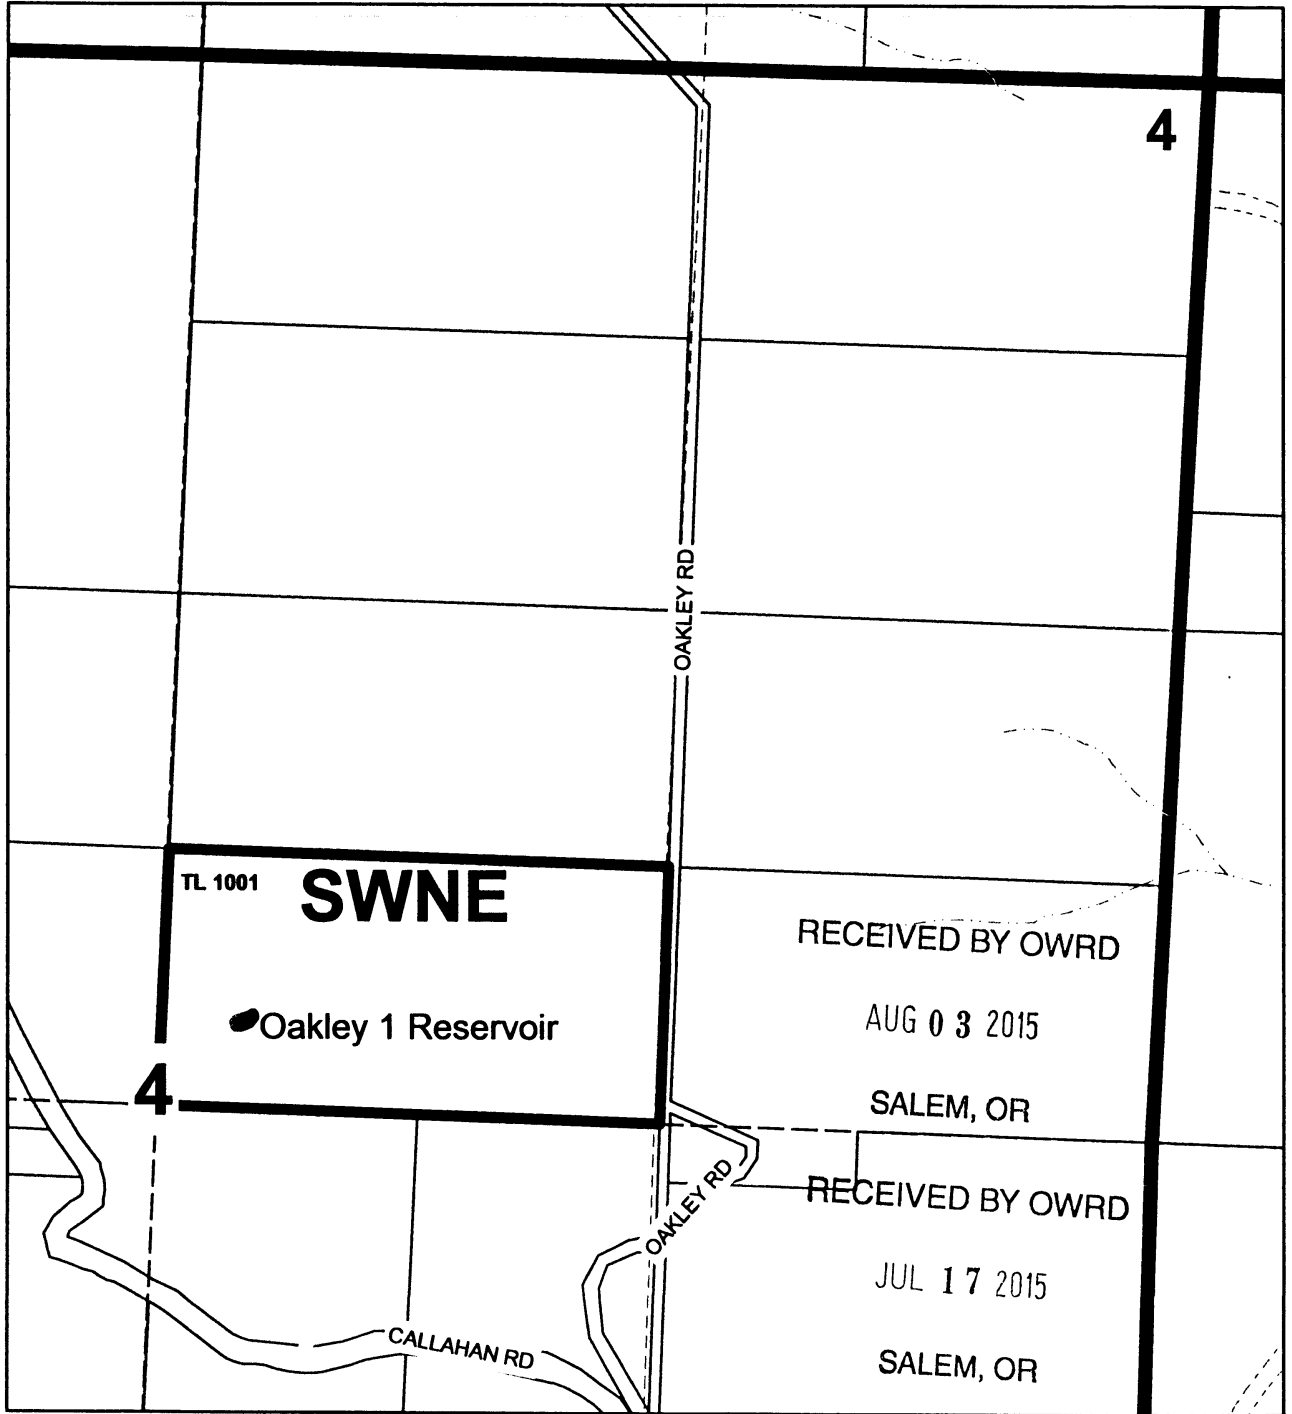 4
OAKLEY RD
TL 1001
SWNE
Oakley 1 Reservoir
4
RECEIVED BY OWRD
AUG 03 2015
SALEM, OR
OAKLEY RD
RECEIVED BY OWRD
JUL 17 2015
SALEM, OR
CALLAHAN RD